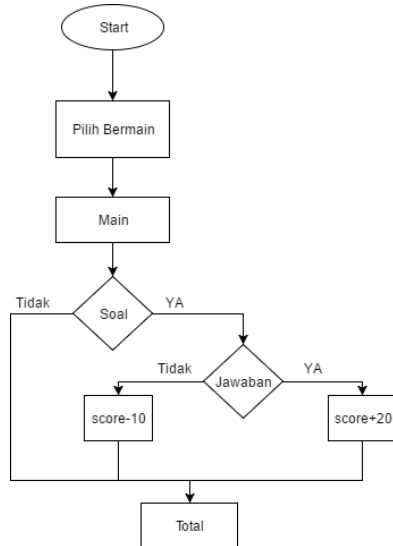 Start
Pilih Bermain
Main
Tidak
YA
Soal
Tidak
YA
Jawaban
score-10
score+20
Total